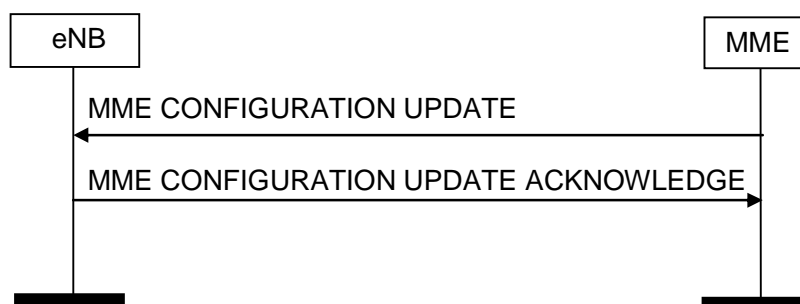 eNB
MME
MME CONFIGURATION UPDATE
MME CONFIGURATION UPDATE ACKNOWLEDGE